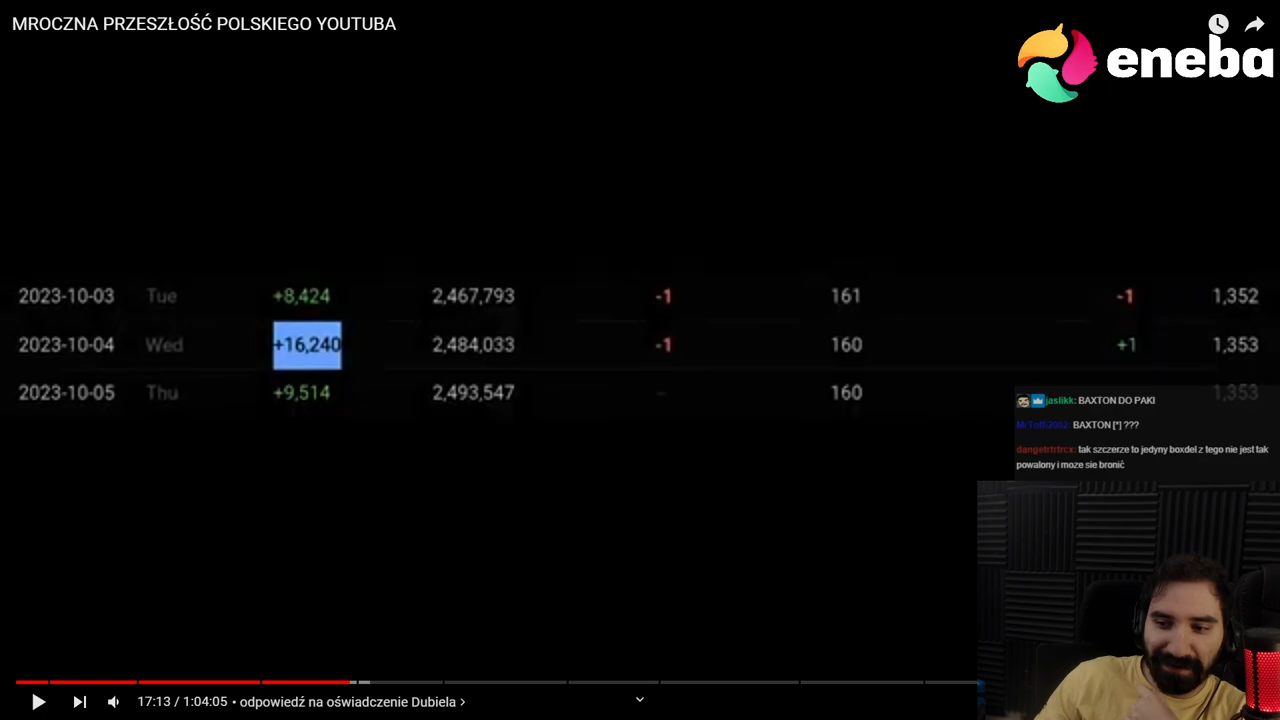 MROCZNA PRZESZŁOŚĆ POLSKIEGO YOUTUBA
eneba
2023-10-03 Tue +8,424 2,467,793 -1 161 -1 1,352
2023-10-04 Wed +16,240 2,484,033 -1 160 +1 1,353
2023-10-05 Thu +9,514 2,493,547 - 160 1,353
jaslikk: BAXTON DO PAKI
BAXTON [*] ???
dangetrtrtrcx: tak szczerze to jedyny boxdel z tego nie jest tak
powalony i moze sie bronić
17:13 / 1:04:05 • odpowiedź na oświadczenie Dubiela